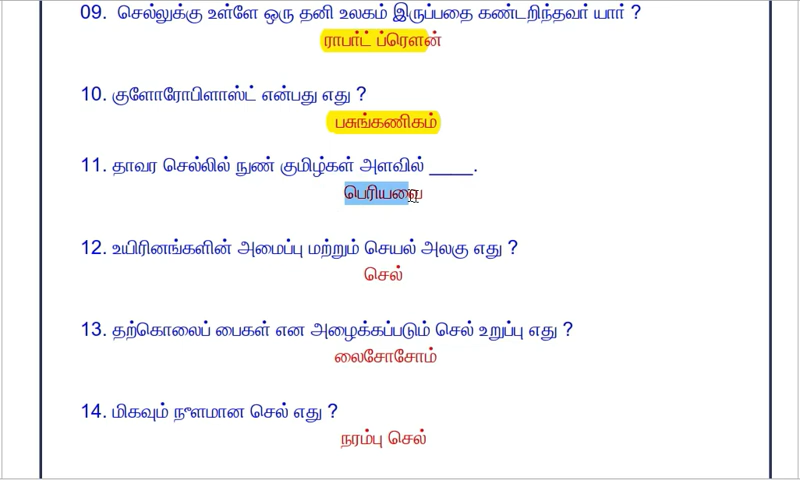 09. செல்லுக்கு உள்ளே ஒரு தனி உலகம் இருப்பதை கண்டறிந்தவர் யார் ?
ராபர்ட் ப்ரௌன்
10. குளோரோபிளாஸ்ட் என்பது எது ?
பசுங்கணிகம்
11. தாவர செல்லில் நுண் குமிழ்கள் அளவில் ____.
பெரியவை
12. உயிரினங்களின் அமைப்பு மற்றும் செயல் அலகு எது ?
செல்
13. தற்கொலைப் பைகள் என அழைக்கப்படும் செல் உறுப்பு எது ?
லைசோசோம்
14. மிகவும் நீளமான செல் எது ?
நரம்பு செல்